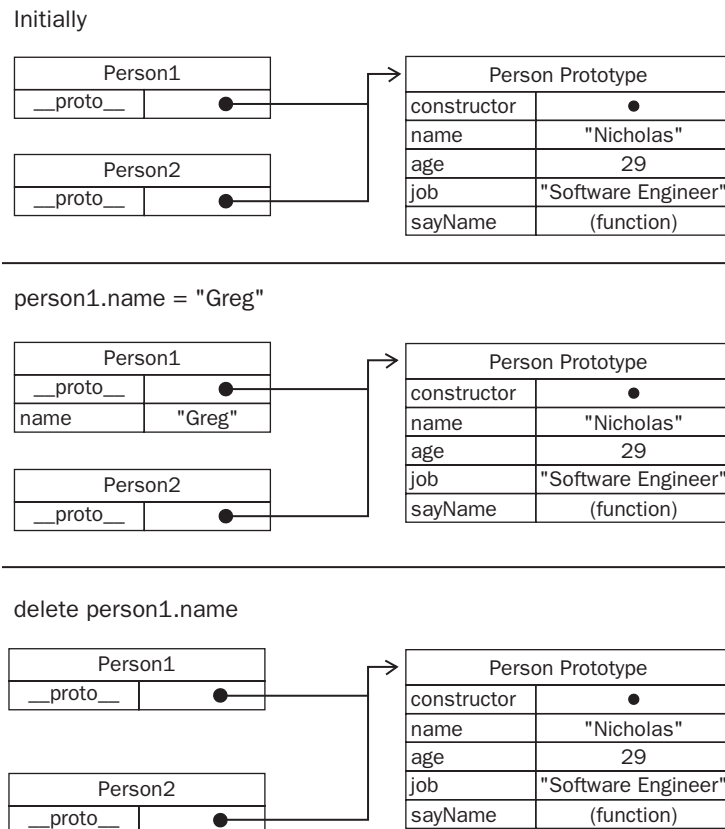 Initially
Person1
__proto__
Person2
__proto__
Person Prototype
constructor
name "Nicholas"
age 29
job "Software Engineer"
sayName (function)
person1.name = "Greg"
Person1
__proto__
name "Greg"
Person2
__proto__
Person Prototype
constructor
name "Nicholas"
age 29
job "Software Engineer"
sayName (function)
delete person1.name
Person1
__proto__
Person2
__proto__
Person Prototype
constructor
name "Nicholas"
age 29
job "Software Engineer"
sayName (function)